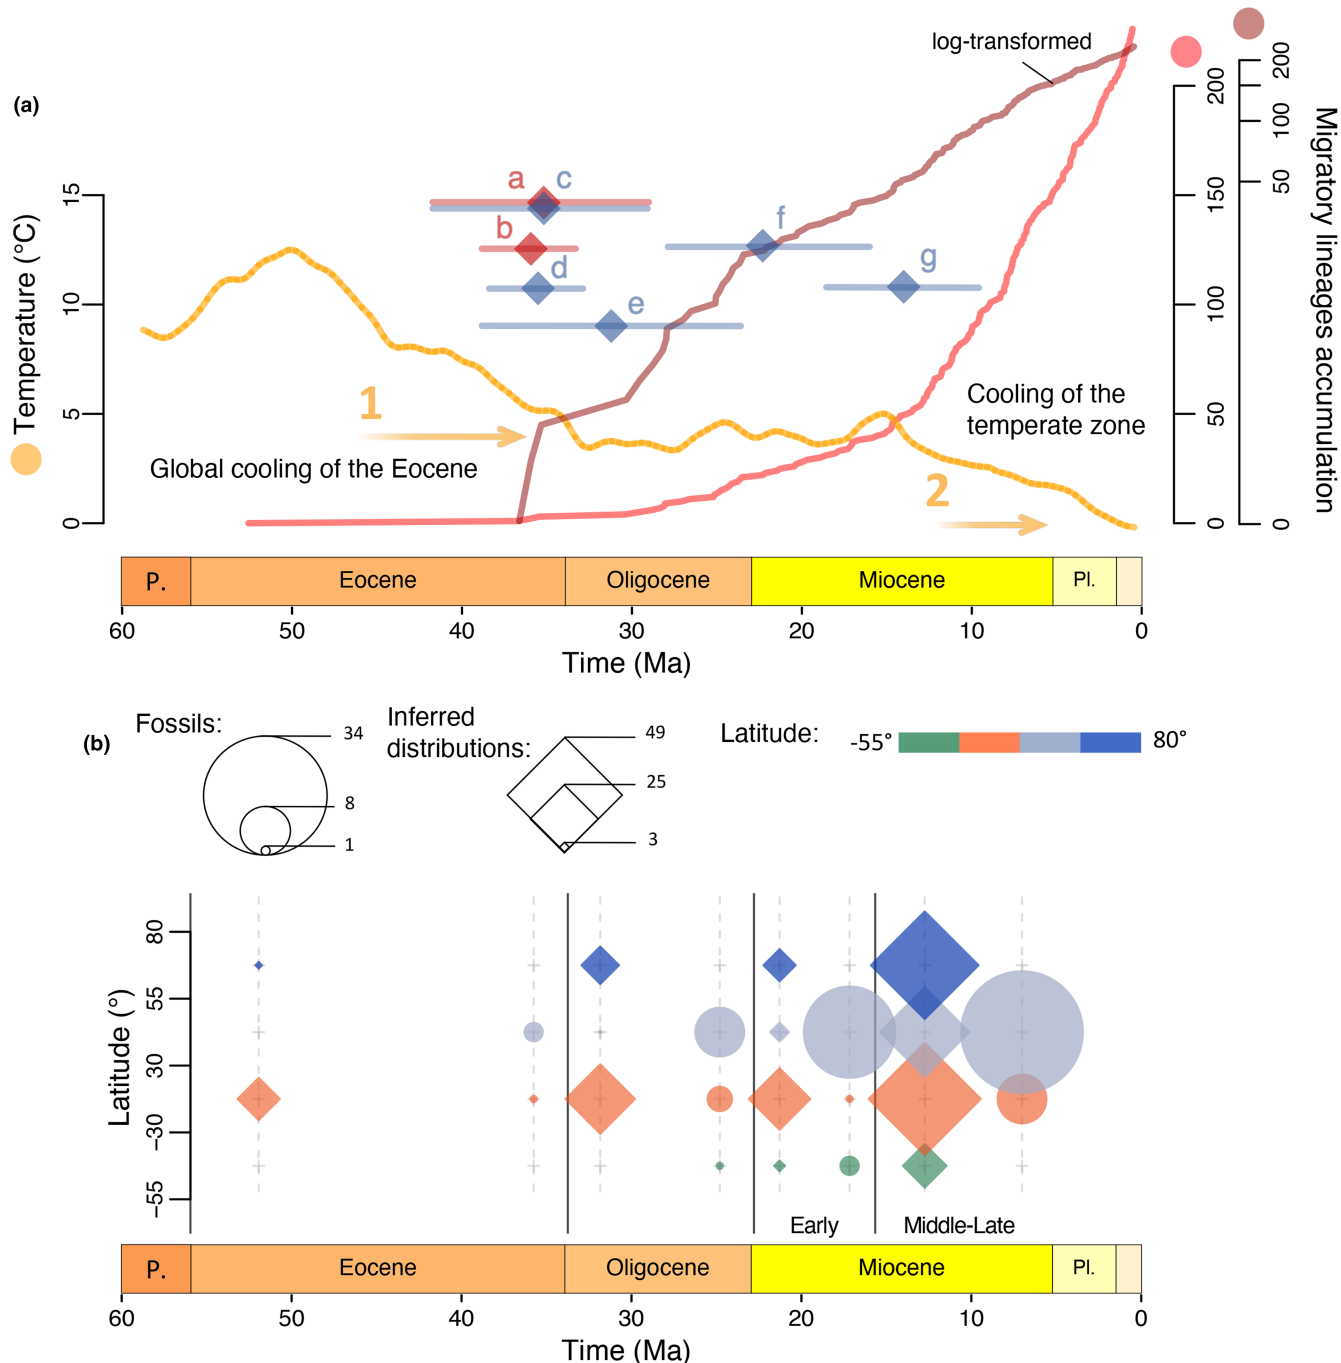 (a)
log-transformed
Temperature (°C)
0
5
10
15
a
c
b
d
e
f
g
1
Global cooling of the Eocene
Cooling of the
temperate zone
2
0
50
100
150
200
0
50
100
200
Migratory lineages accumulation
P.
Eocene
Oligocene
Miocene
Pl.
60
50
40
30
20
10
0
Time (Ma)
(b)
Fossils:
34
8
1
Inferred
distributions:
49
25
3
Latitude:
-55°
80°
Latitude (°)
80
55
30
-30
-55
Early
Middle-Late
P.
Eocene
Oligocene
Miocene
Pl.
60
50
40
30
20
10
0
Time (Ma)